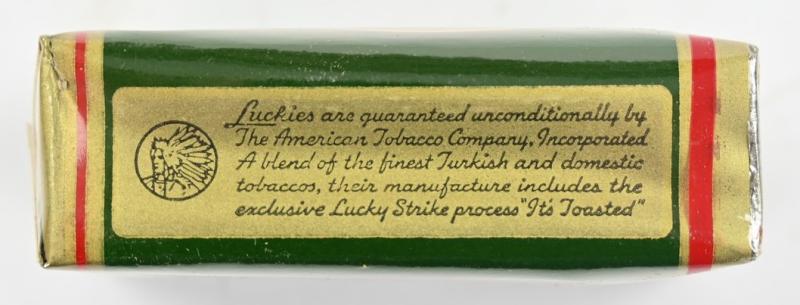 Luckies are guaranteed unconditionally by
The American Tobacco Company, Incorporated
A blend of the finest Turkish and domestic
tobaccos, their manufacture includes the
exclusive Lucky Strike process "It's Toasted"